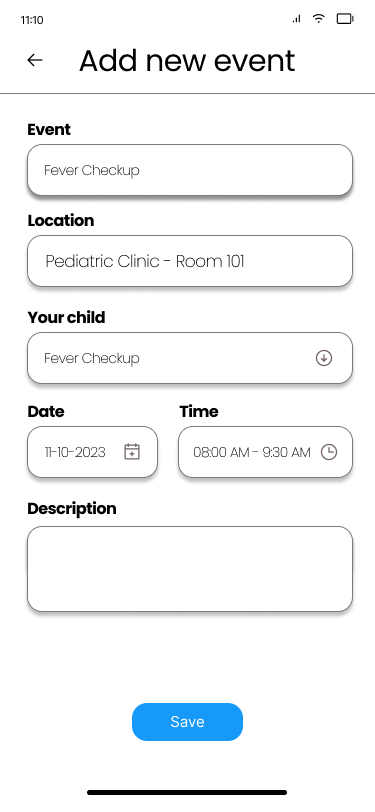 11:10
Add new event
Event
Fever Checkup
Location
Pediatric Clinic - Room 101
Your child
Fever Checkup
Date Time
11-10-2023 08:00 AM - 9:30 AM
Description
Save